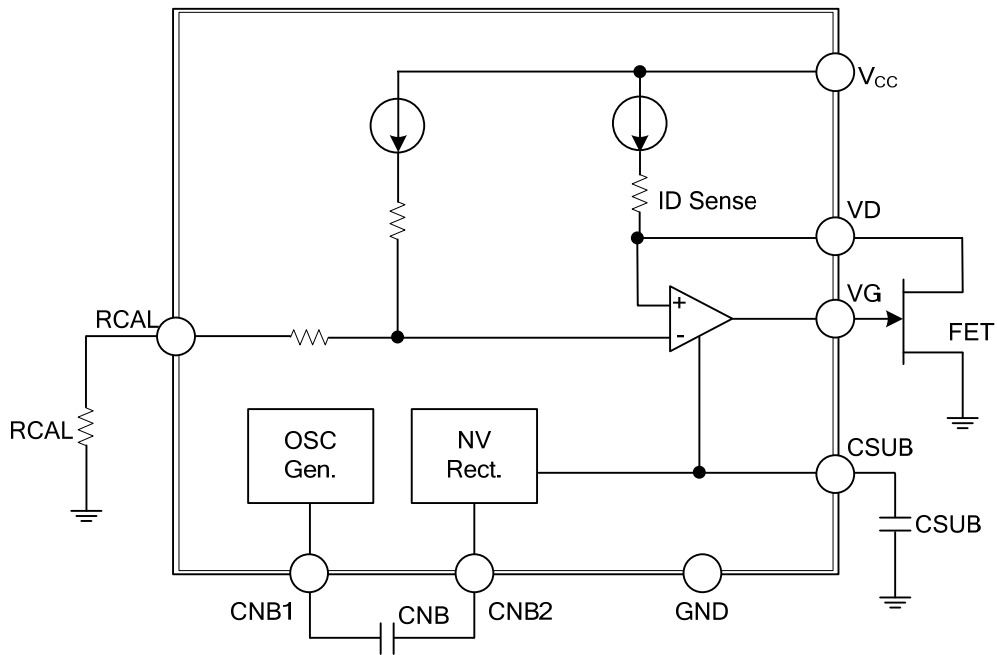 VCC
ID Sense
VD
+
-
VG
FET
RCAL
RCAL
OSC
Gen.
NV
Rect.
CSUB
CSUB
CNB1
CNB
CNB2
GND